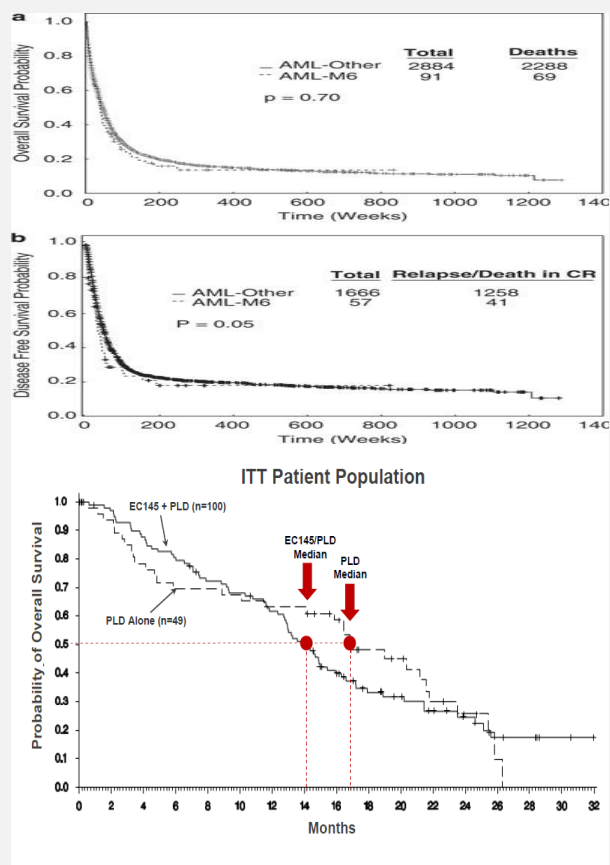 a
Overall Survival Probability
1.0
0.8
0.6
0.4
0.2
0.0
Total Deaths
AML-Other 2884 2288
AML-M6 91 69
p = 0.70
0 200 400 600 800 1000 1200 140
Time (Weeks)
b
Disease Free Survival Probability
1.0
0.8
0.6
0.4
0.2
0.0
Total Relapse/Death in CR
AML-Other 1666 1258
AML-M6 57 41
P = 0.05
0 200 400 600 800 1000 1200 140
Time (Weeks)
ITT Patient Population
Probability of Overall Survival
1.0
0.9
0.8
0.7
0.6
0.5
0.4
0.3
0.2
0.1
0.0
EC145 + PLD (n=100)
PLD Alone (n=49)
EC145/PLD
Median
PLD
Median
0 2 4 6 8 10 12 14 16 18 20 22 24 26 28 30 32
Months